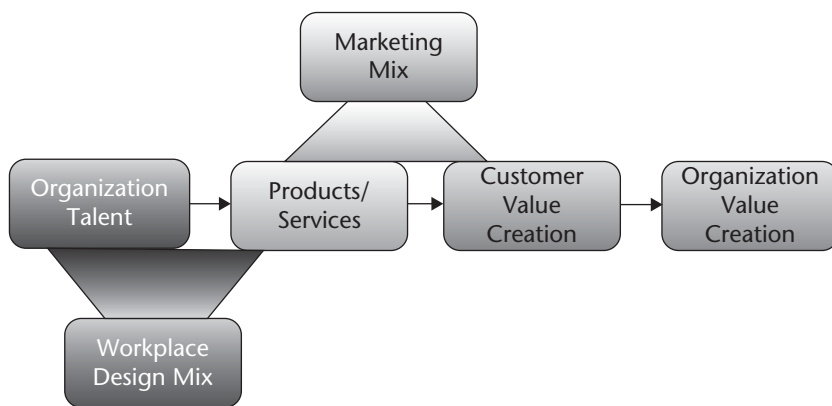 Marketing
Mix
Organization
Talent
Products/
Services
Customer
Value
Creation
Organization
Value
Creation
Workplace
Design Mix